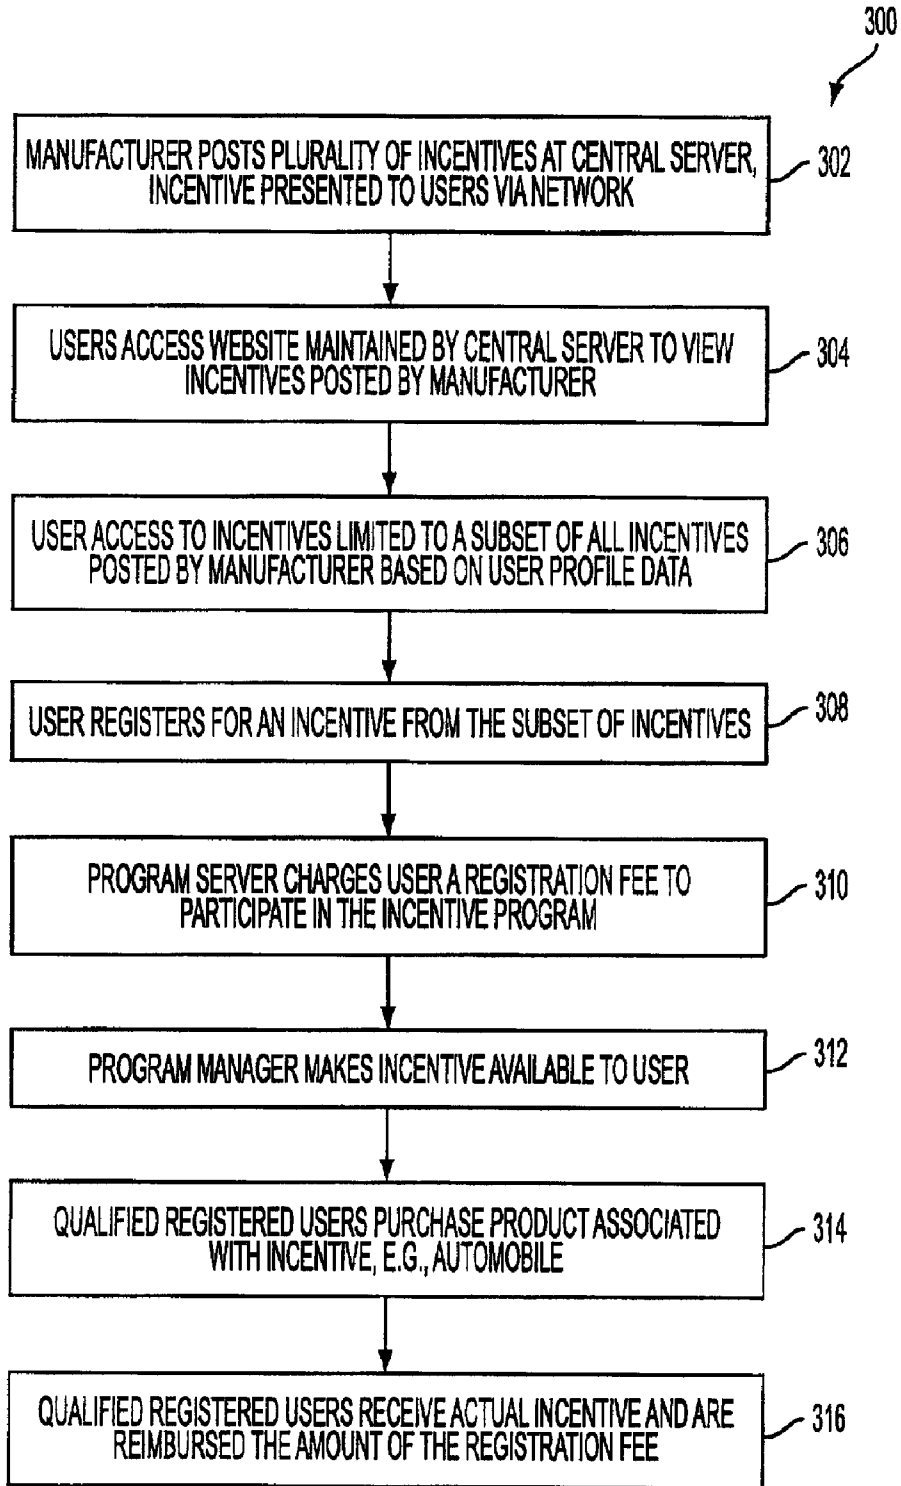 300
MANUFACTURER POSTS PLURALITY OF INCENTIVES AT CENTRAL SERVER,
INCENTIVE PRESENTED TO USERS VIA NETWORK
302
USERS ACCESS WEBSITE MAINTAINED BY CENTRAL SERVER TO VIEW
INCENTIVES POSTED BY MANUFACTURER
304
USER ACCESS TO INCENTIVES LIMITED TO A SUBSET OF ALL INCENTIVES
POSTED BY MANUFACTURER BASED ON USER PROFILE DATA
306
USER REGISTERS FOR AN INCENTIVE FROM THE SUBSET OF INCENTIVES
308
PROGRAM SERVER CHARGES USER A REGISTRATION FEE TO
PARTICIPATE IN THE INCENTIVE PROGRAM
310
PROGRAM MANAGER MAKES INCENTIVE AVAILABLE TO USER
312
QUALIFIED REGISTERED USERS PURCHASE PRODUCT ASSOCIATED
WITH INCENTIVE, E.G., AUTOMOBILE
314
QUALIFIED REGISTERED USERS RECEIVE ACTUAL INCENTIVE AND ARE
REIMBURSED THE AMOUNT OF THE REGISTRATION FEE
316